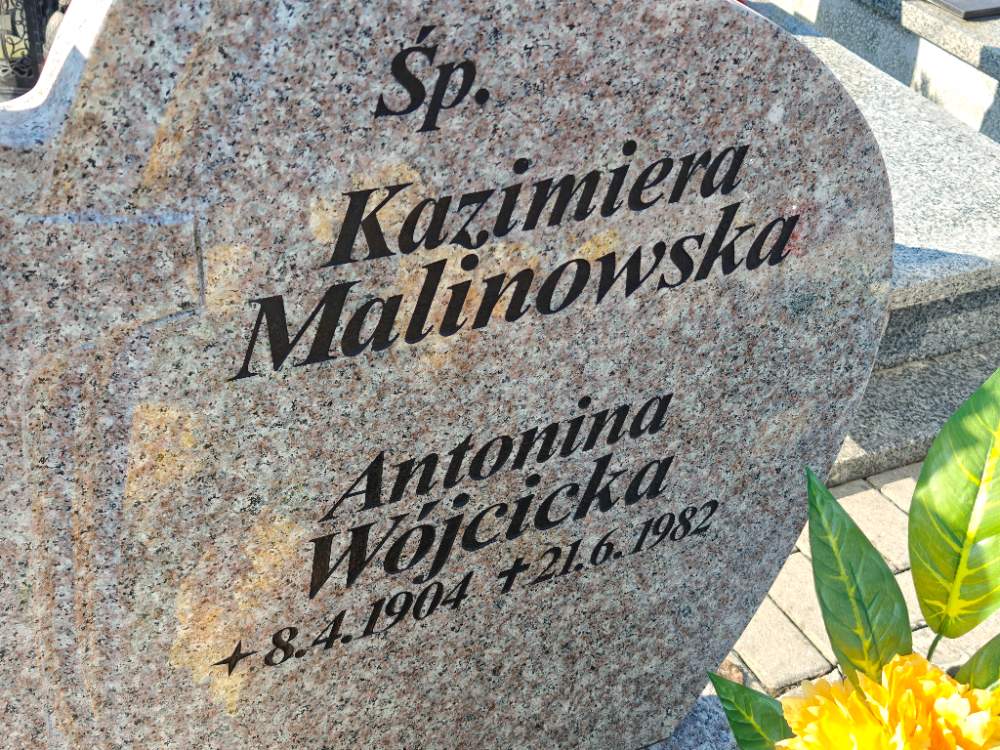 Śp.
Kazimiera
Malinowska
Antonina
Wójcicka
✦ 8.4.1904 ✝ 21.6.1982